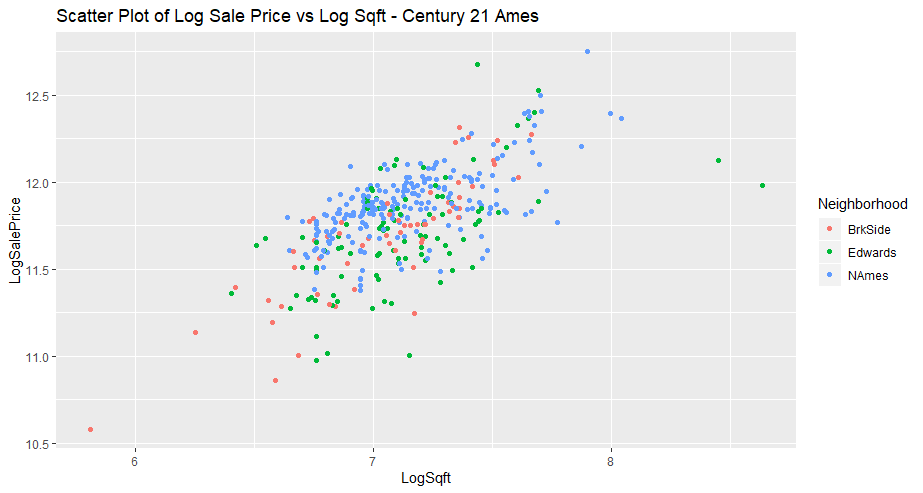 Scatter Plot of Log Sale Price vs Log Sqft - Century 21 Ames
LogSalePrice
12.5
12.0
11.5
11.0
10.5
6
7
8
LogSqft
Neighborhood
BrkSide
Edwards
NAmes